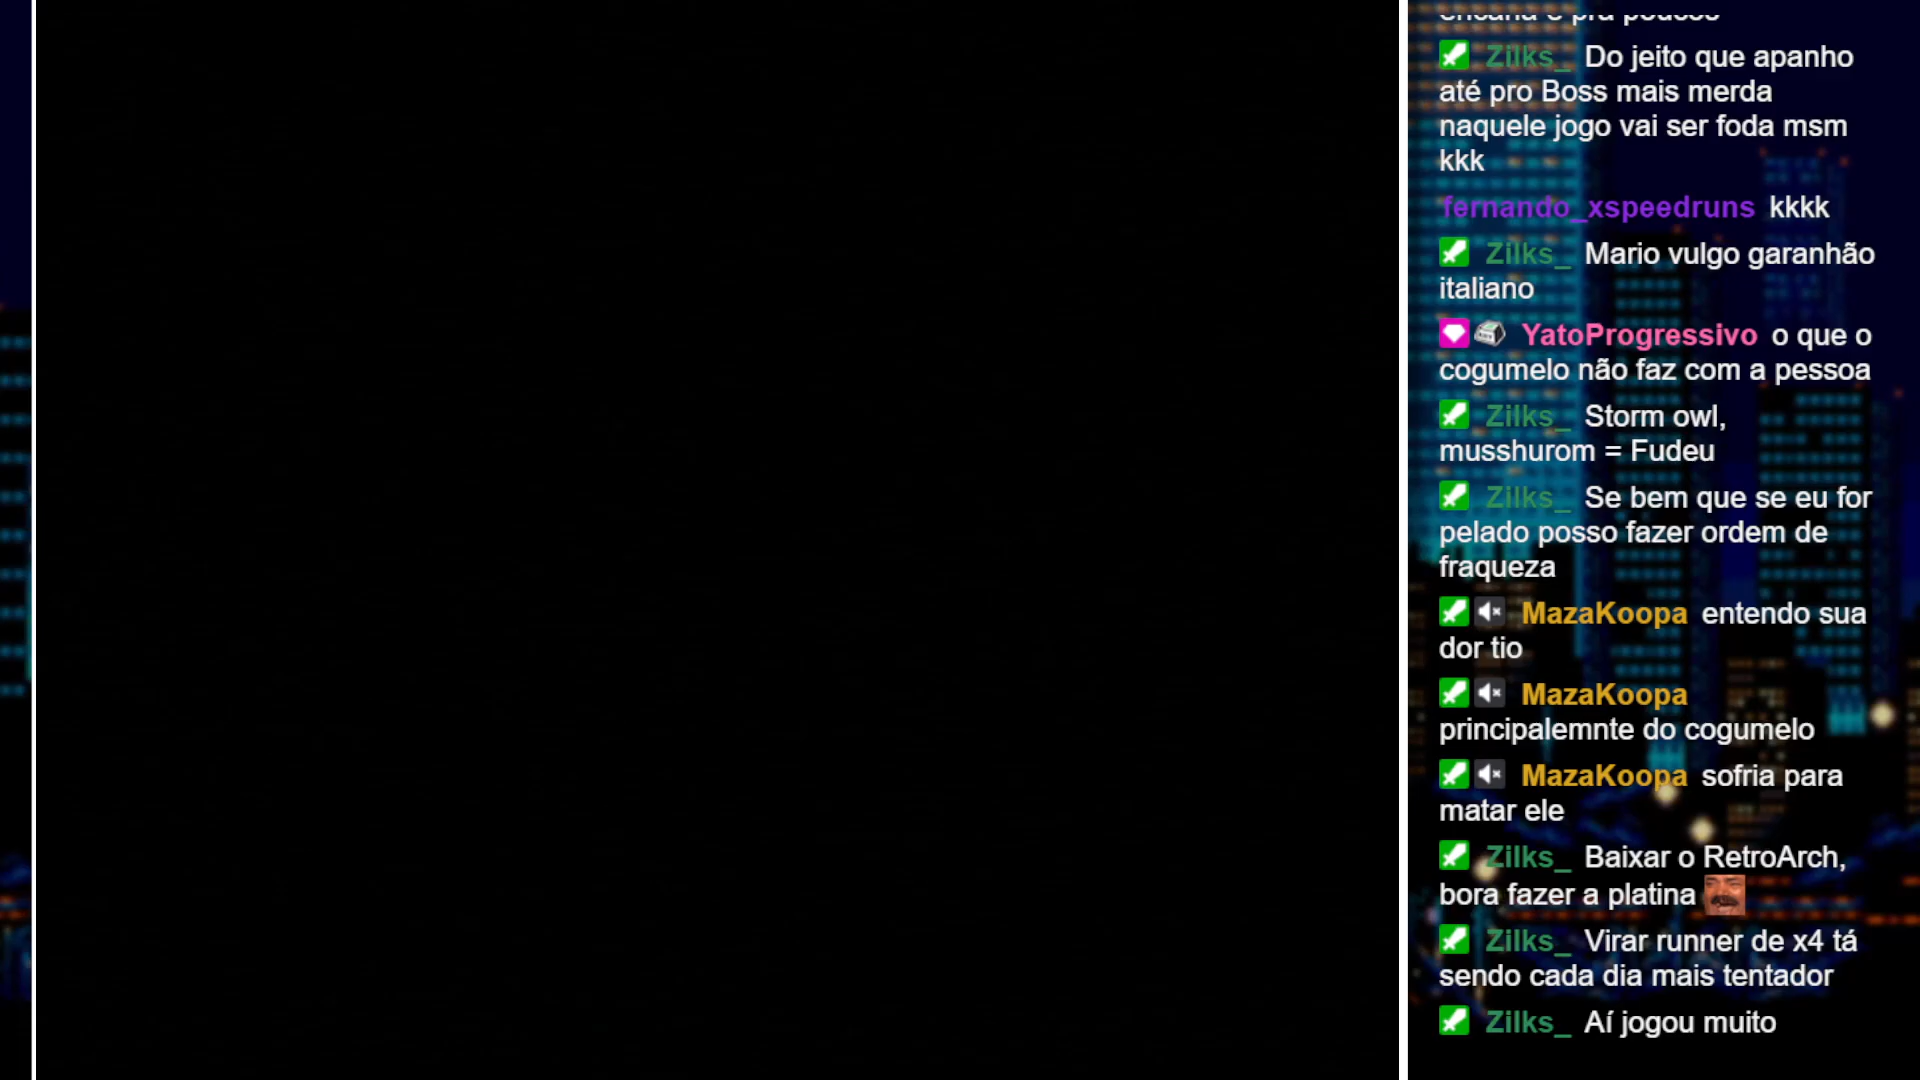 Zilks_ Do jeito que apanho
até pro Boss mais merda
naquele jogo vai ser foda msm
kkk
fernando_xspeedruns kkkk
Zilks_ Mario vulgo garanhão
italiano
YatoProgressivo o que o
cogumelo não faz com a pessoa
Zilks_ Storm owl,
musshurom = Fudeu
Zilks_ Se bem que se eu for
pelado posso fazer ordem de
fraqueza
MazaKoopa entendo sua
dor tio
MazaKoopa
principalemnte do cogumelo
MazaKoopa sofria para
matar ele
Zilks_ Baixar o RetroArch,
bora fazer a platina
Zilks_ Virar runner de x4 tá
sendo cada dia mais tentador
Zilks_ Aí jogou muito